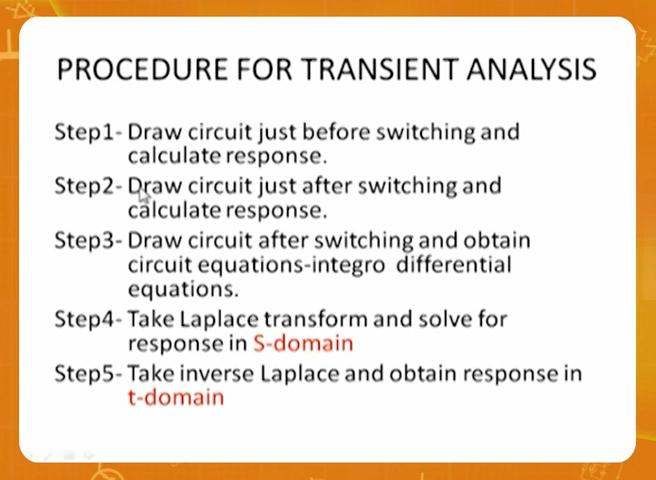 PROCEDURE FOR TRANSIENT ANALYSIS
Step1- Draw circuit just before switching and
calculate response.
Step2- Draw circuit just after switching and
calculate response.
Step3- Draw circuit after switching and obtain
circuit equations-integro differential
equations.
Step4- Take Laplace transform and solve for
response in S-domain
Step5- Take inverse Laplace and obtain response in
t-domain